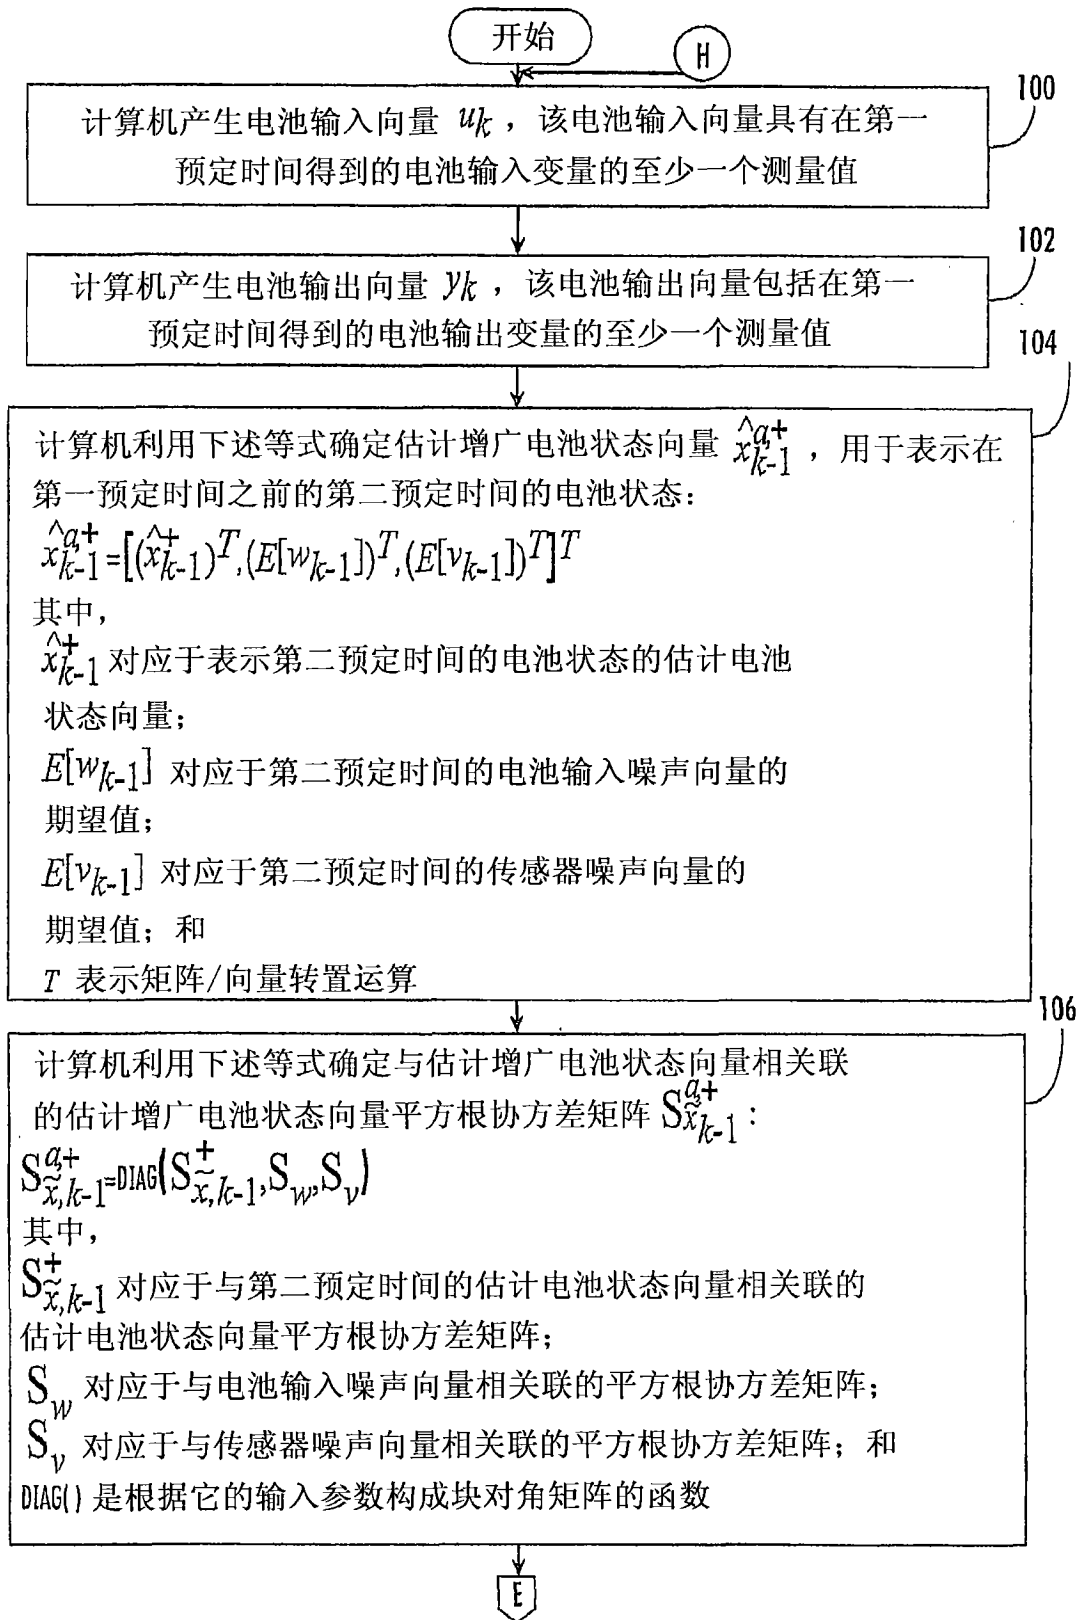 开始
H
100
计算机产生电池输入向量 u_k ，该电池输入向量具有在第一
预定时间得到的电池输入变量的至少一个测量值
102
计算机产生电池输出向量 y_k ，该电池输出向量包括在第一
预定时间得到的电池输出变量的至少一个测量值
104
计算机利用下述等式确定估计增广电池状态向量 x̂_{k-1}^{a,+} ，用于表示在
第一预定时间之前的第二预定时间的电池状态：
x̂_{k-1}^{a,+}=[(x̂_{k-1}^{+})^T,(E[w_{k-1}])^T,(E[v_{k-1}])^T]^T
其中，
x̂_{k-1}^{+} 对应于表示第二预定时间的电池状态的估计电池
状态向量；
E[w_{k-1}] 对应于第二预定时间的电池输入噪声向量的
期望值；
E[v_{k-1}] 对应于第二预定时间的传感器噪声向量的
期望值；和
T 表示矩阵/向量转置运算
106
计算机利用下述等式确定与估计增广电池状态向量相关联
的估计增广电池状态向量平方根协方差矩阵 S_{x̃,k-1}^{a,+}：
S_{x̃,k-1}^{a,+}=DIAG(S_{x̃,k-1}^{+},S_w,S_v)
其中，
S_{x̃,k-1}^{+} 对应于与第二预定时间的估计电池状态向量相关联的
估计电池状态向量平方根协方差矩阵；
S_w 对应于与电池输入噪声向量相关联的平方根协方差矩阵；
S_v 对应于与传感器噪声向量相关联的平方根协方差矩阵；和
DIAG()是根据它的输入参数构成块对角矩阵的函数
E